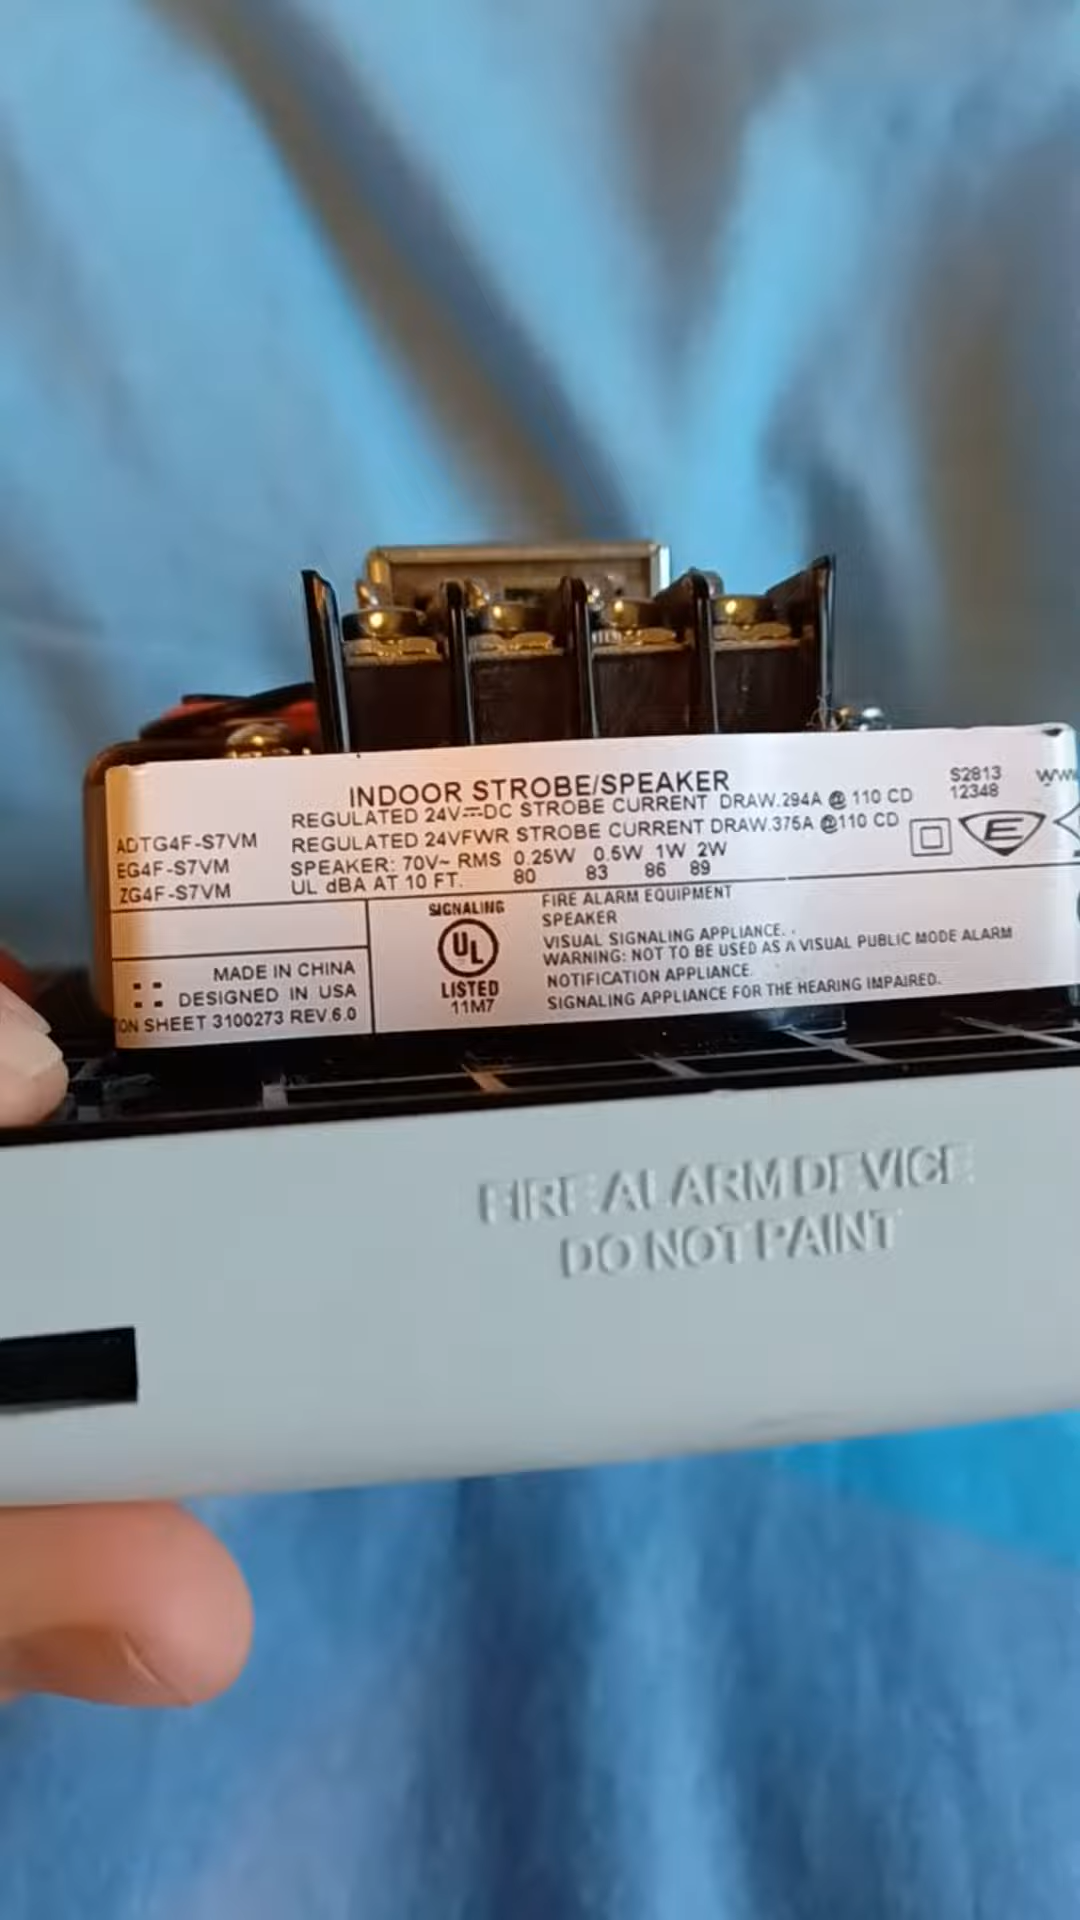 INDOOR STROBE/SPEAKER
REGULATED 24V⎓DC STROBE CURRENT DRAW.294A @ 110 CD
REGULATED 24VFWR STROBE CURRENT DRAW.375A @110 CD
SPEAKER: 70V~ RMS 0.25W 0.5W 1W 2W
UL dBA AT 10 FT. 80 83 86 89
ADTG4F-S7VM
EG4F-S7VM
ZG4F-S7VM
S2813
12348
E
MADE IN CHINA
DESIGNED IN USA
SHEET 3100273 REV.6.0
SIGNALING
UL
LISTED
11M7
FIRE ALARM EQUIPMENT
SPEAKER
VISUAL SIGNALING APPLIANCE.
WARNING: NOT TO BE USED AS A VISUAL PUBLIC MODE ALARM
NOTIFICATION APPLIANCE.
SIGNALING APPLIANCE FOR THE HEARING IMPAIRED.
FIRE ALARM DEVICE
DO NOT PAINT